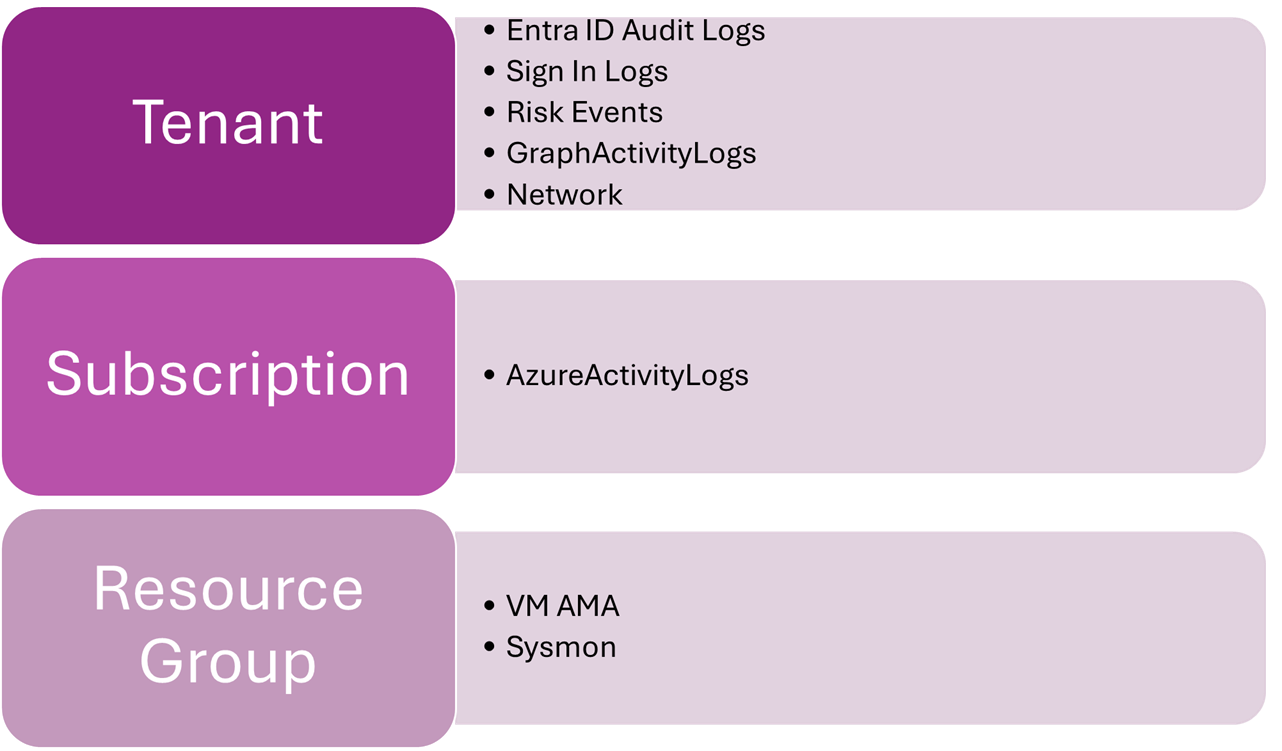 Tenant
• Entra ID Audit Logs
• Sign In Logs
• Risk Events
• GraphActivityLogs
• Network
Subscription
• AzureActivityLogs
Resource
Group
• VM AMA
• Sysmon